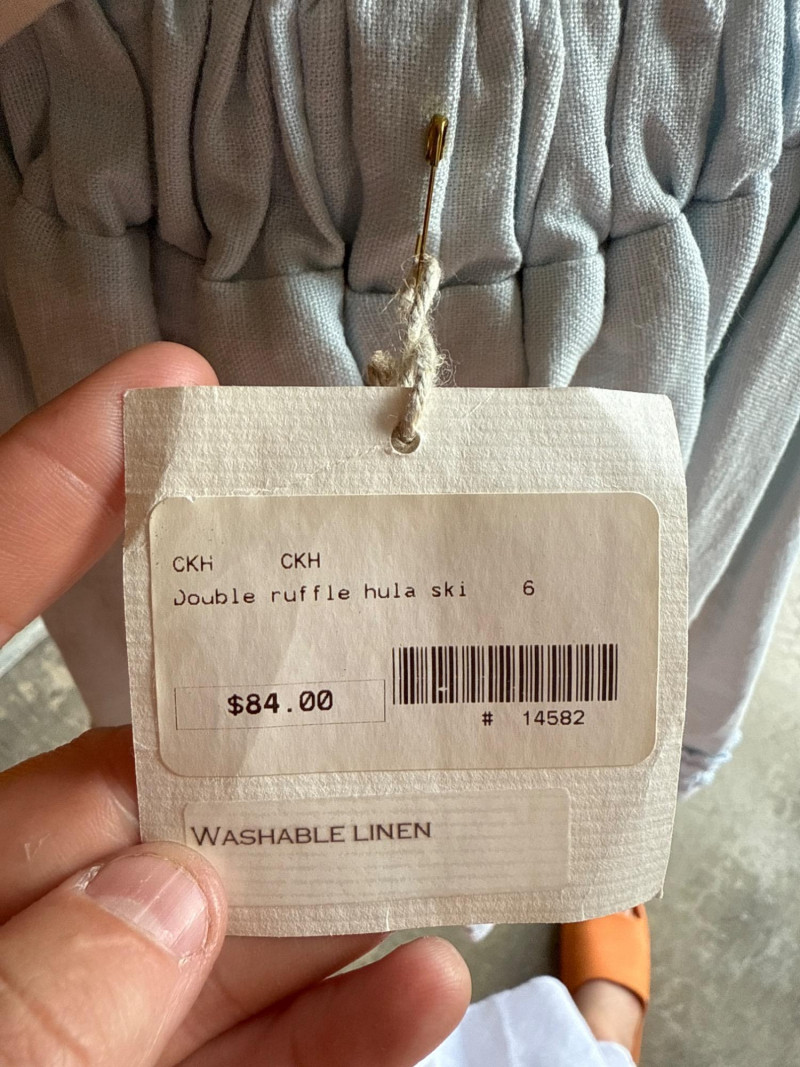 CKH CKH
Double ruffle hula ski 6
$84.00
# 14582
WASHABLE LINEN